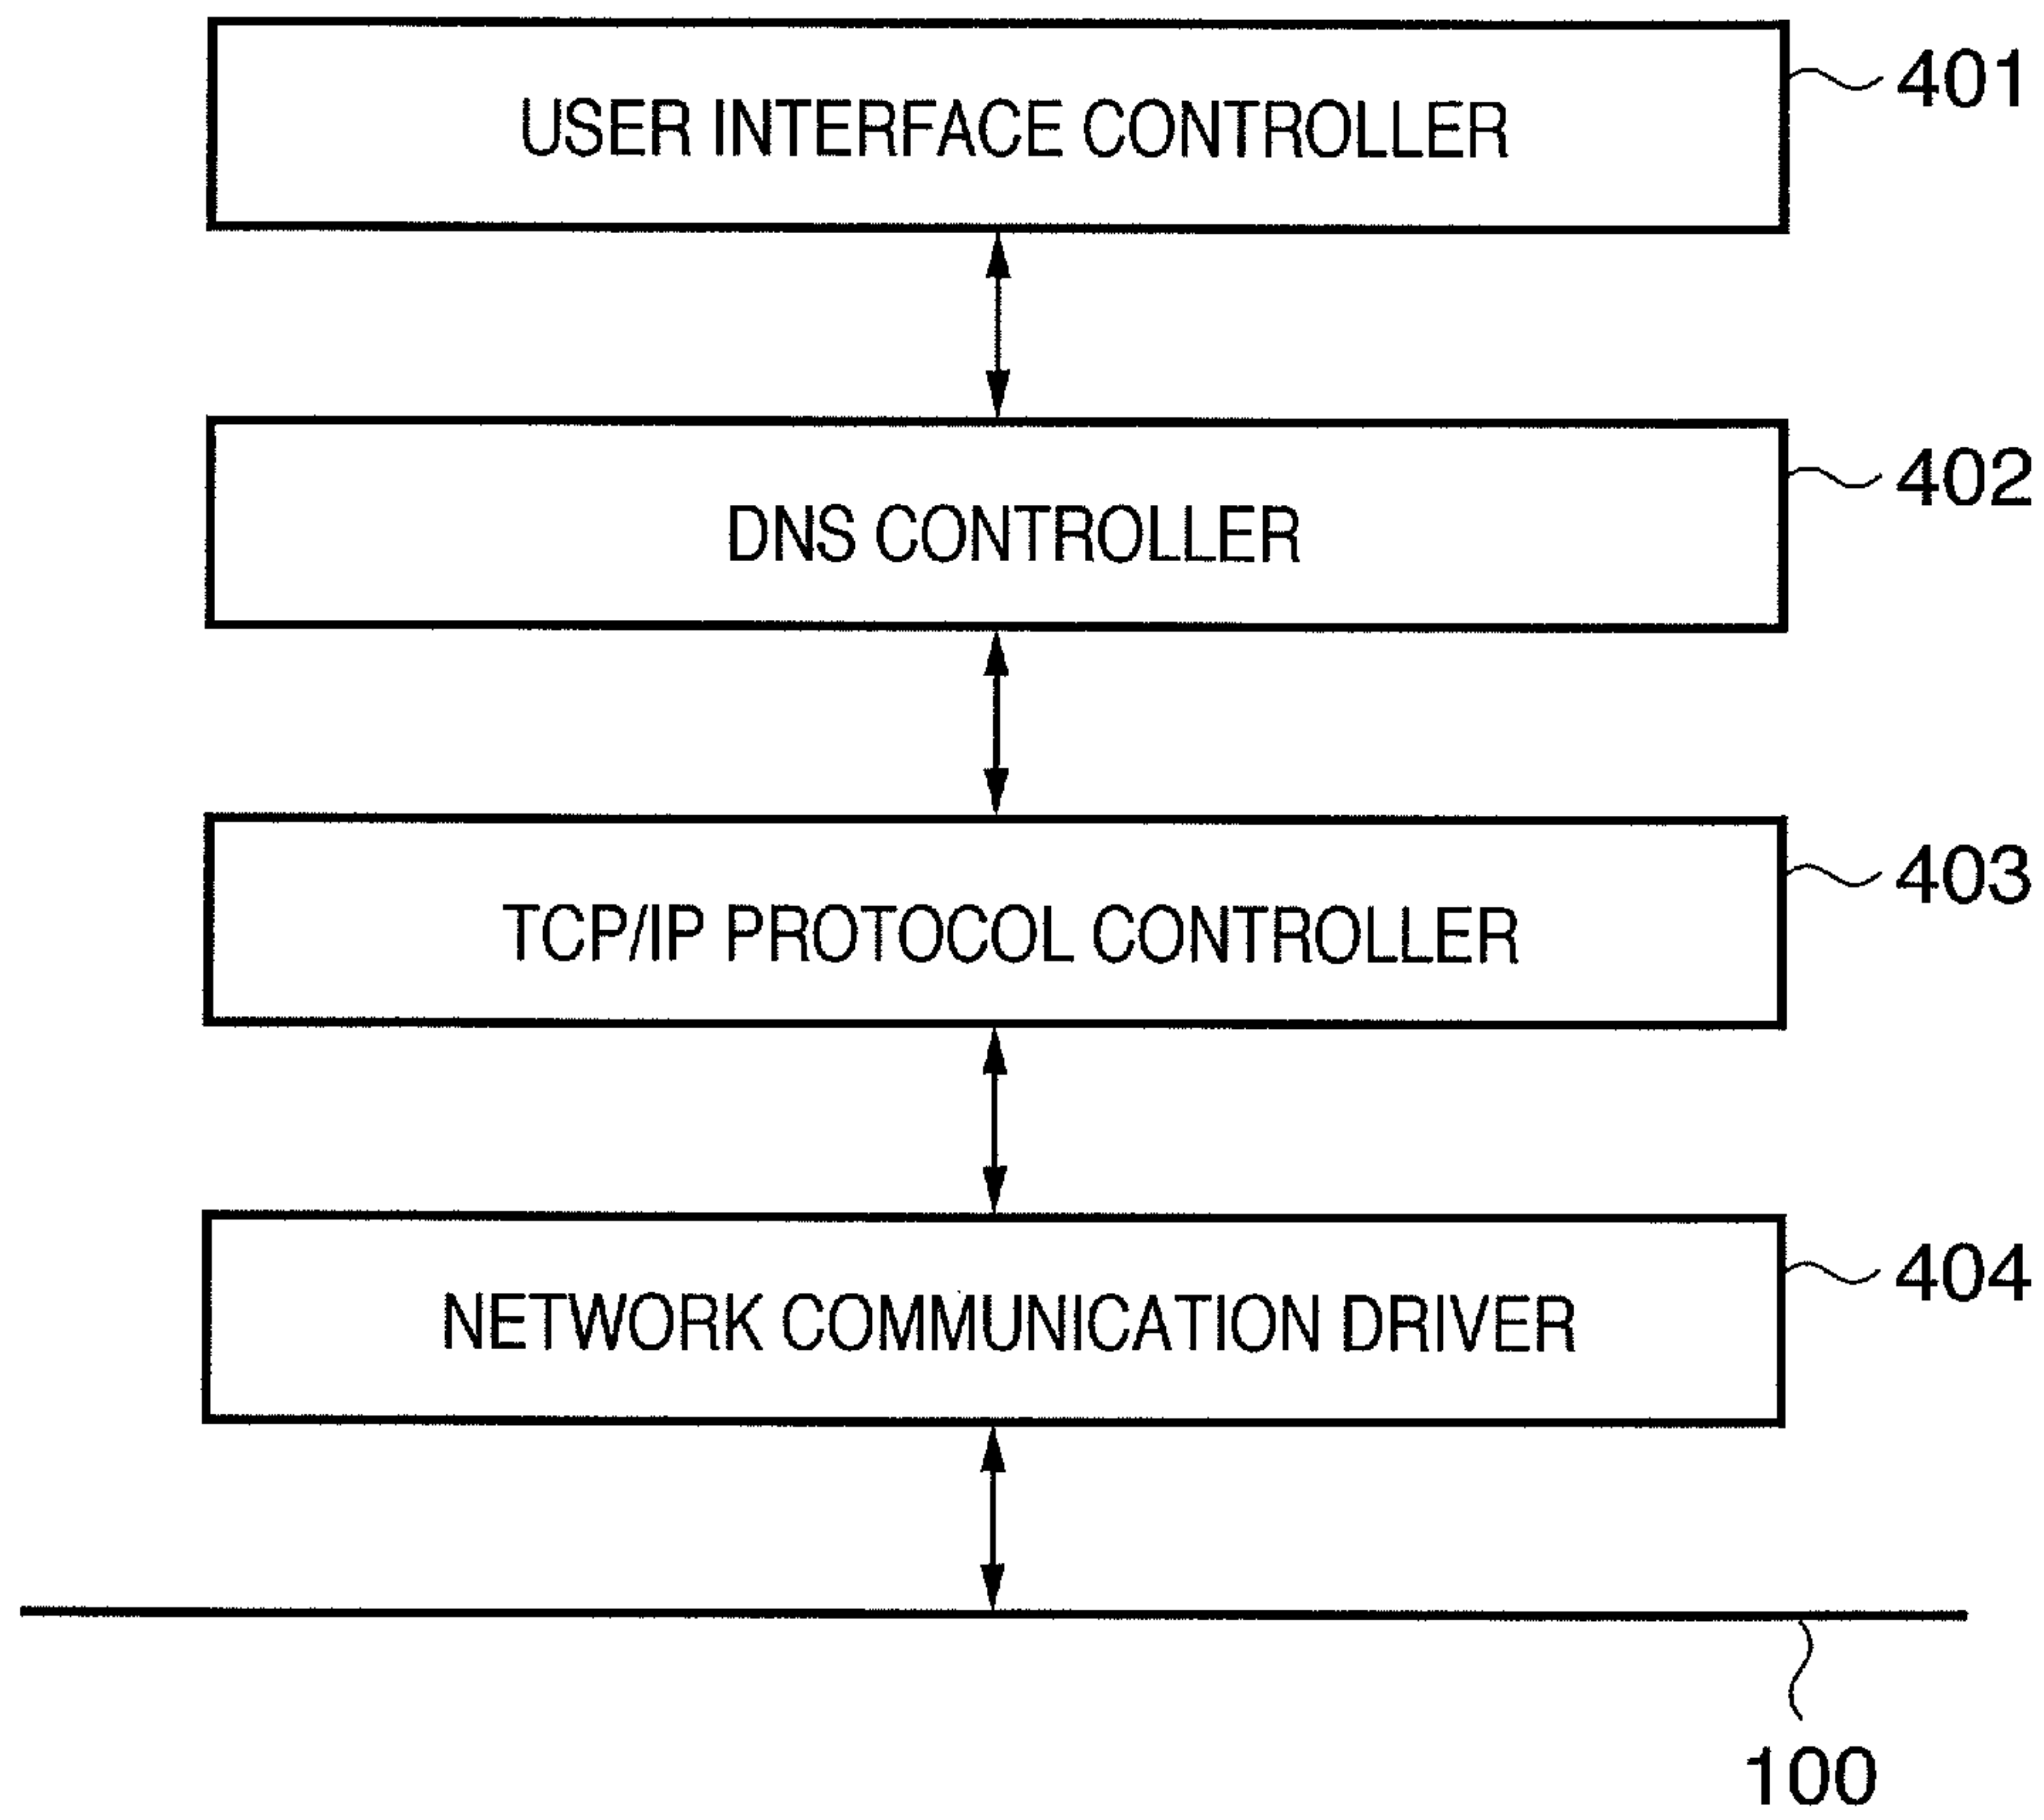 USER INTERFACE CONTROLLER
401
DNS CONTROLLER
402
TCP/IP PROTOCOL CONTROLLER
403
NETWORK COMMUNICATION DRIVER
404
100